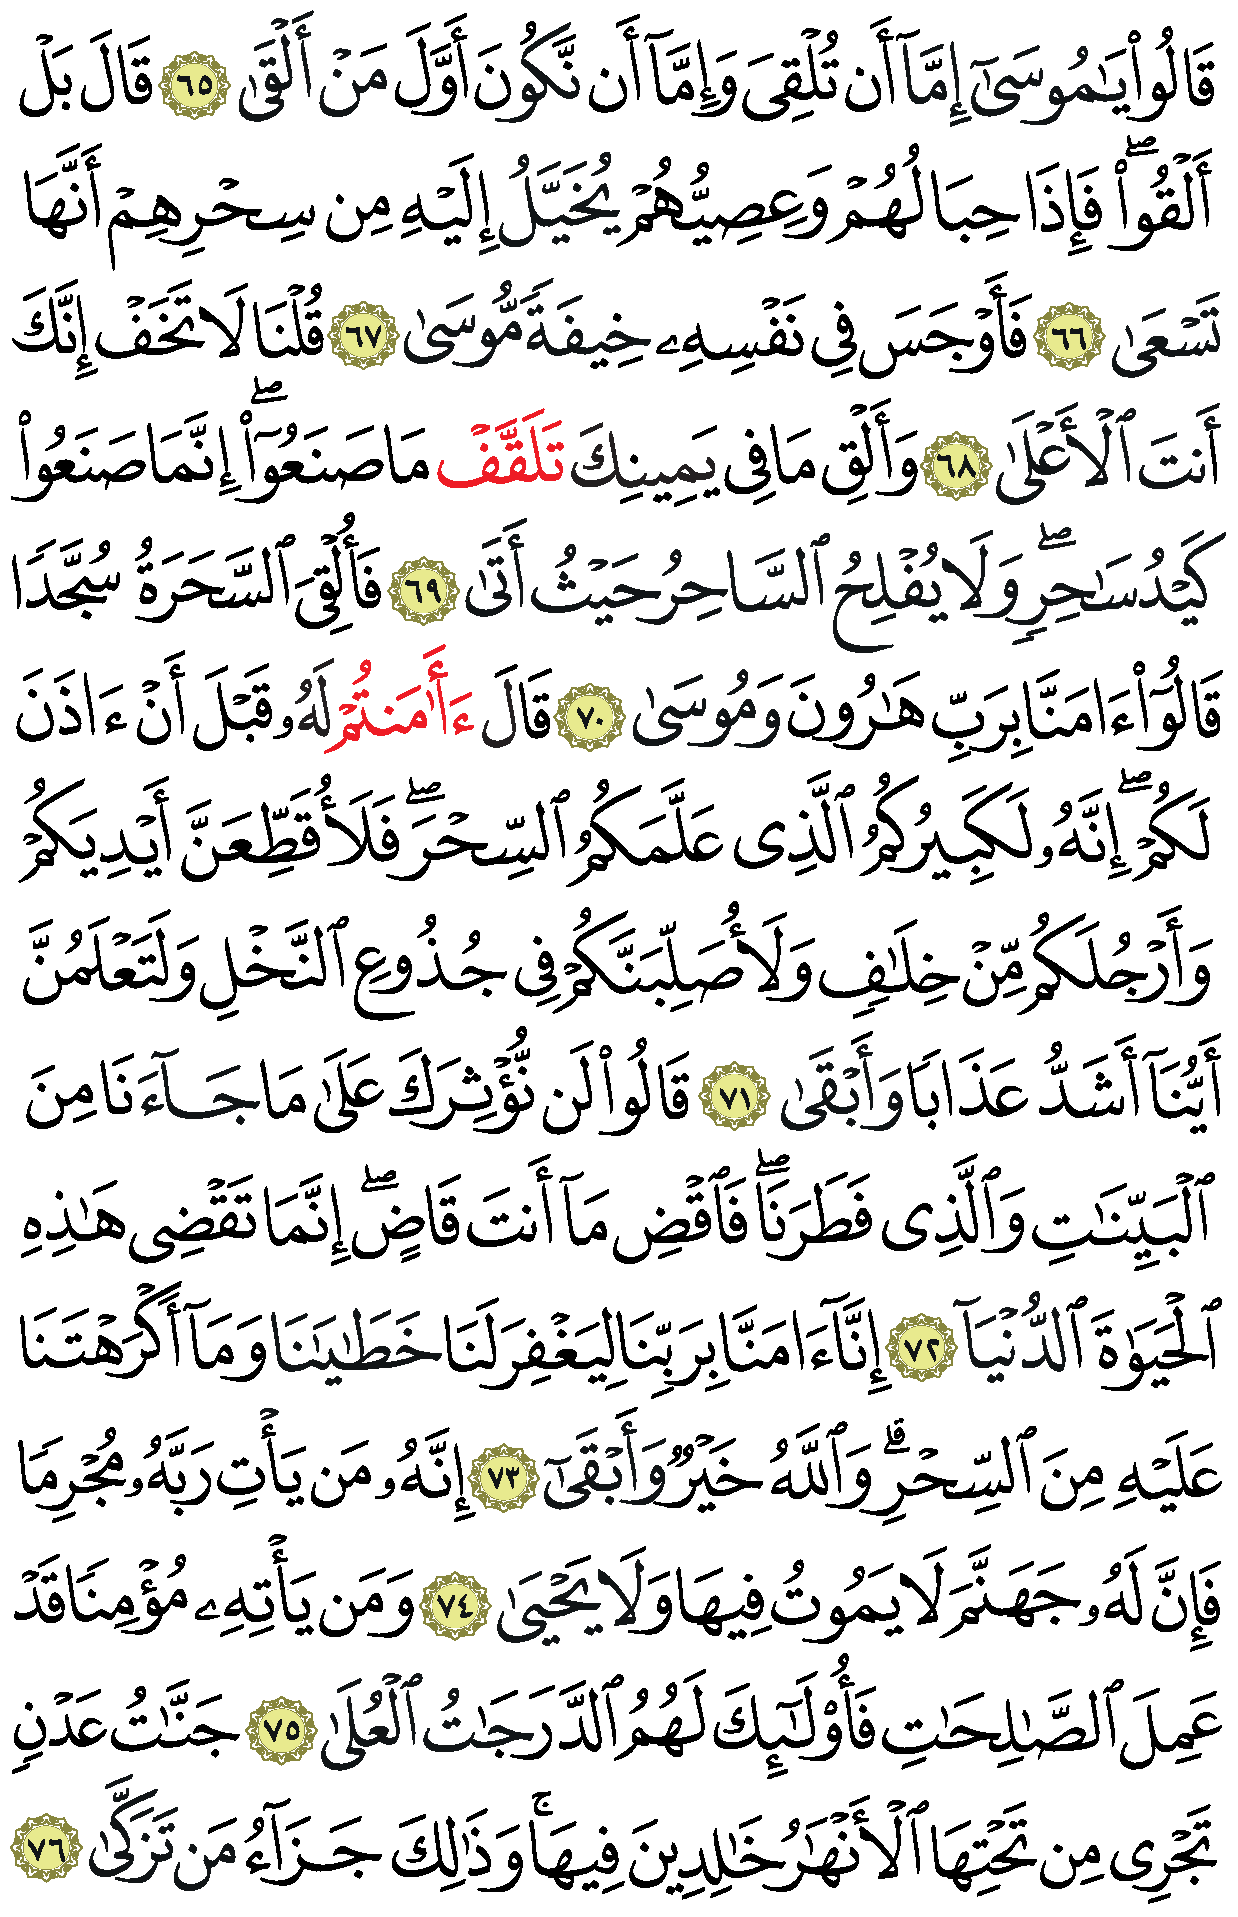 قَالُوا۟ يَـٰمُوسَىٰٓ إِمَّآ أَن تُلْقِىَ وَإِمَّآ أَن نَّكُونَ أَوَّلَ مَنْ أَلْقَىٰ ٦٥ قَالَ بَلْ
أَلْقُوا۟ۖ فَإِذَا حِبَالُهُمْ وَعِصِيُّهُمْ يُخَيَّلُ إِلَيْهِ مِن سِحْرِهِمْ أَنَّهَا
تَسْعَىٰ ٦٦ فَأَوْجَسَ فِى نَفْسِهِۦ خِيفَةً مُّوسَىٰ ٦٧ قُلْنَا لَا تَخَفْ إِنَّكَ
أَنتَ ٱلْأَعْلَىٰ ٦٨ وَأَلْقِ مَا فِى يَمِينِكَ تَلَقَّفْ مَا صَنَعُوٓا۟ۖ إِنَّمَا صَنَعُوا۟
كَيْدُ سَـٰحِرٍۖ وَلَا يُفْلِحُ ٱلسَّاحِرُ حَيْثُ أَتَىٰ ٦٩ فَأُلْقِىَ ٱلسَّحَرَةُ سُجَّدًا
قَالُوٓا۟ ءَامَنَّا بِرَبِّ هَـٰرُونَ وَمُوسَىٰ ٧٠ قَالَ ءَأَٰمَنتُمْ لَهُۥ قَبْلَ أَنْ ءَاذَنَ
لَكُمْۖ إِنَّهُۥ لَكَبِيرُكُمُ ٱلَّذِى عَلَّمَكُمُ ٱلسِّحْرَۖ فَلَأُقَطِّعَنَّ أَيْدِيَكُمْ
وَأَرْجُلَكُم مِّنْ خِلَـٰفٍ وَلَأُصَلِّبَنَّكُمْ فِى جُذُوعِ ٱلنَّخْلِ وَلَتَعْلَمُنَّ
أَيُّنَآ أَشَدُّ عَذَابًا وَأَبْقَىٰ ٧١ قَالُوا۟ لَن نُّؤْثِرَكَ عَلَىٰ مَا جَآءَنَا مِنَ
ٱلْبَيِّنَـٰتِ وَٱلَّذِى فَطَرَنَاۖ فَٱقْضِ مَآ أَنتَ قَاضٍۖ إِنَّمَا تَقْضِى هَـٰذِهِ
ٱلْحَيَوٰةَ ٱلدُّنْيَآ ٧٢ إِنَّآ ءَامَنَّا بِرَبِّنَا لِيَغْفِرَ لَنَا خَطَـٰيَـٰنَا وَمَآ أَكْرَهْتَنَا
عَلَيْهِ مِنَ ٱلسِّحْرِۗ وَٱللَّهُ خَيْرٌ وَأَبْقَىٰٓ ٧٣ إِنَّهُۥ مَن يَأْتِ رَبَّهُۥ مُجْرِمًا
فَإِنَّ لَهُۥ جَهَنَّمَ لَا يَمُوتُ فِيهَا وَلَا يَحْيَىٰ ٧٤ وَمَن يَأْتِهِۦ مُؤْمِنًا قَدْ
عَمِلَ ٱلصَّـٰلِحَـٰتِ فَأُو۟لَـٰٓئِكَ لَهُمُ ٱلدَّرَجَـٰتُ ٱلْعُلَىٰ ٧٥ جَنَّـٰتُ عَدْنٍ
تَجْرِى مِن تَحْتِهَا ٱلْأَنْهَـٰرُ خَـٰلِدِينَ فِيهَاۚ وَذَٰلِكَ جَزَآءُ مَن تَزَكَّىٰ ٧٦